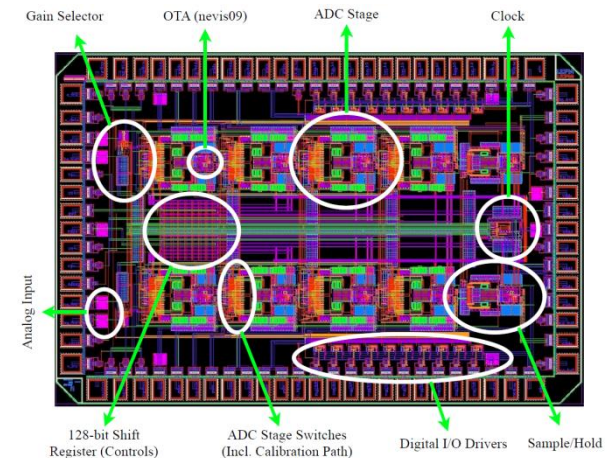 Gain Selector
OTA (nevis09)
ADC Stage
Clock
Analog Input
128-bit Shift
Register (Controls)
ADC Stage Switches
(Incl. Calibration Path)
Digital I/O Drivers
Sample/Hold